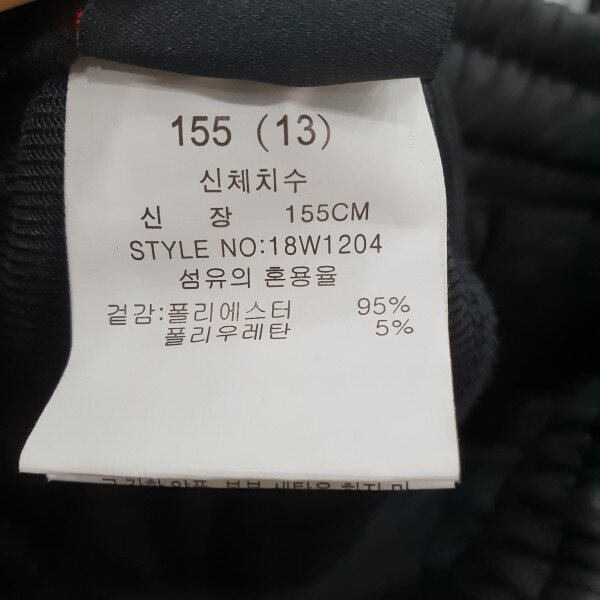 155 (13)
신체치수
신 장 155CM
STYLE NO:18W1204
섬유의 혼용율
겉감:폴리에스터 95%
폴리우레탄 5%